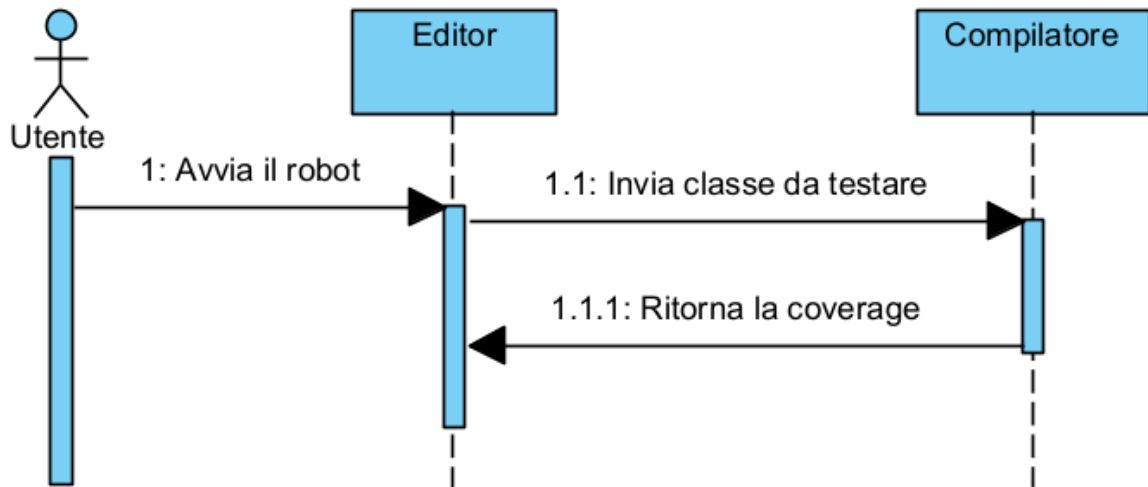 Editor
Compilatore
Utente
1: Avvia il robot
1.1: Invia classe da testare
1.1.1: Ritorna la coverage